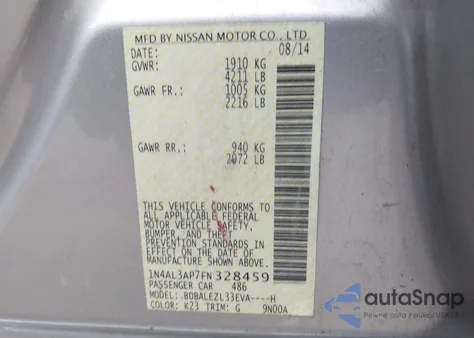 MFD BY NISSAN MOTOR CO., LTD.
DATE: 08/14
GVWR: 1910 KG
4211 LB
GAWR FR.: 1005 KG
2216 LB
GAWR RR.: 940 KG
2072 LB
THIS VEHICLE CONFORMS TO
ALL APPLICABLE FEDERAL
MOTOR VEHICLE SAFETY,
BUMPER, AND THEFT
PREVENTION STANDARDS
IN EFFECT ON THE DATE OF
MANUFACTURE SHOWN ABOVE.
1N4AL3AP7FN328459
PASSENGER CAR 486
MODEL:.BDBALEZL33EVA----H
COLOR: K23 TRIM: G 9N00A
autoSnap